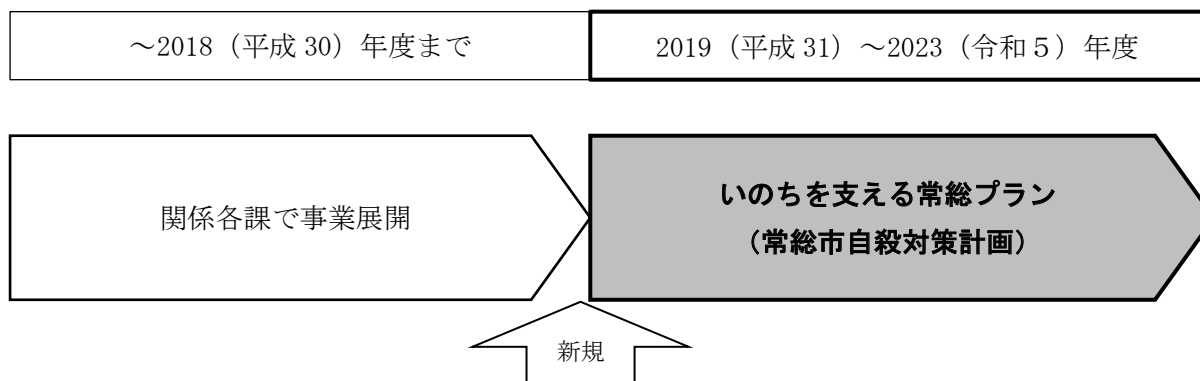 ～2018（平成 30）年度まで
2019（平成 31）～2023（令和５）年度
関係各課で事業展開
いのちを支える常総プラン
（常総市自殺対策計画）
新規